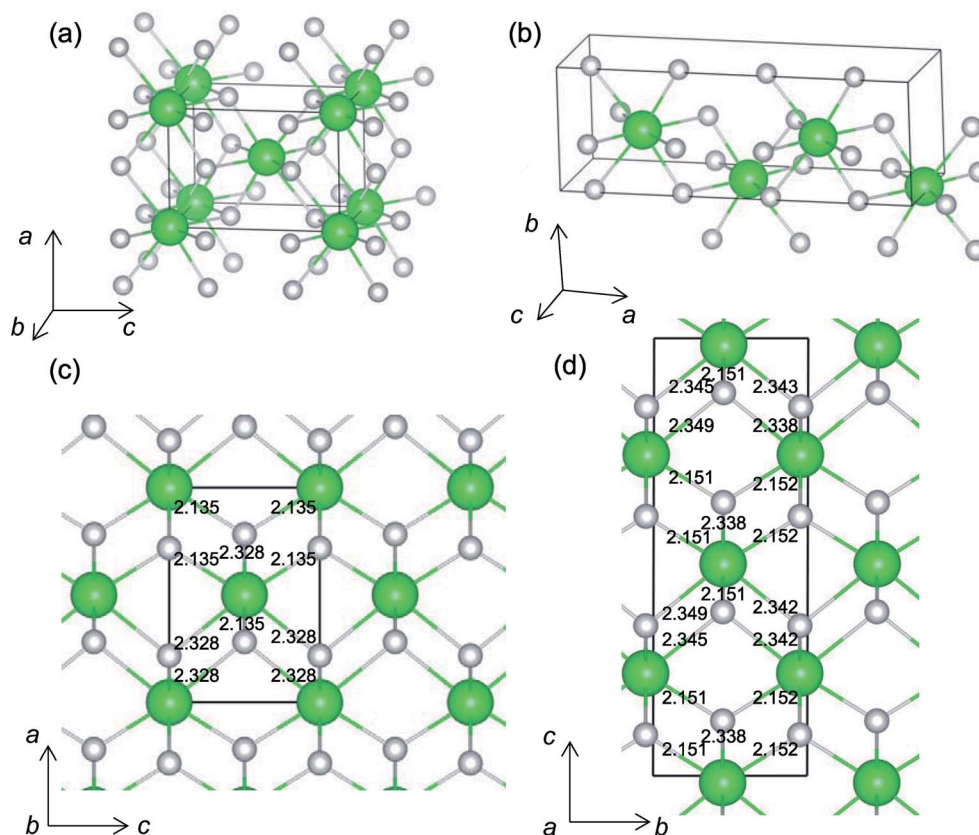 (a)
a
b
c
(b)
b
c
a
(c)
2.135 2.135
2.328
2.135 2.135
2.135
2.328 2.328
2.328 2.328
a
b
c
(d)
2.151
2.345 2.343
2.349 2.338
2.151 2.152
2.338
2.151 2.152
2.151
2.349 2.342
2.345 2.342
2.151 2.152
2.338
2.151 2.152
c
a
b